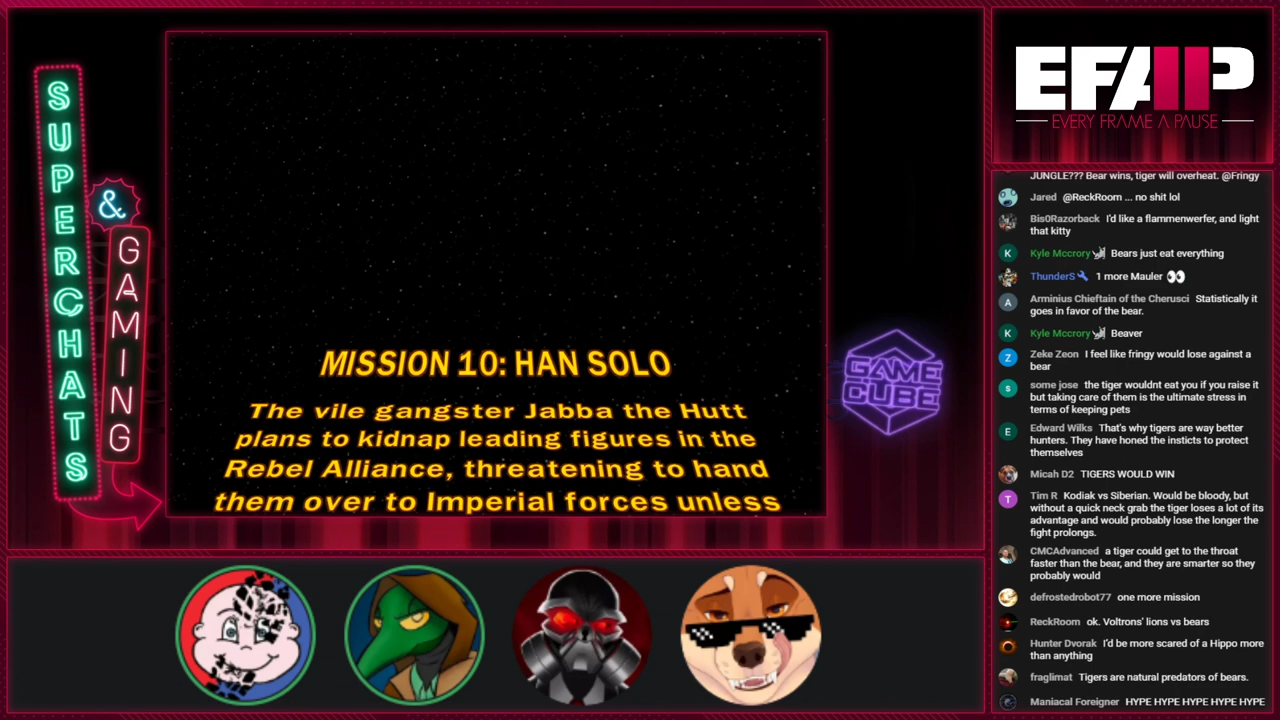 SUPERCHATS
&
GAMING
MISSION 10: HAN SOLO
The vile gangster Jabba the Hutt
plans to kidnap leading figures in the
Rebel Alliance, threatening to hand
them over to Imperial forces unless
GAME
CUBE
EFAP
EVERY FRAME A PAUSE
JUNGLE??? Bear wins, tiger will overheat. @Fringy
Jared @ReckRoom ... no shit lol
Bis0Razorback I'd like a flammenwerfer, and light
that kitty
K Kyle Mccrory Bears just eat everything
ThunderS 1 more Mauler 👀
A Arminius Chieftain of the Cherusci Statistically it
goes in favor of the bear.
K Kyle Mccrory Beaver
Z Zeke Zeon I feel like fringy would lose against a
bear
s some jose the tiger wouldnt eat you if you raise it
but taking care of them is the ultimate stress in
terms of keeping pets
E Edward Wilks That's why tigers are way better
hunters. They have honed the insticts to protect
themselves
Micah D2 TIGERS WOULD WIN
T Tim R Kodiak vs Siberian. Would be bloody, but
without a quick neck grab the tiger loses a lot of its
advantage and would probably lose the longer the
fight prolongs.
CMCAdvanced a tiger could get to the throat
faster than the bear, and they are smarter so they
probably would
defrostedrobot77 one more mission
ReckRoom ok. Voltrons' lions vs bears
Hunter Dvorak I'd be more scared of a Hippo more
than anything
fraglimat Tigers are natural predators of bears.
Maniacal Foreigner HYPE HYPE HYPE HYPE HYPE